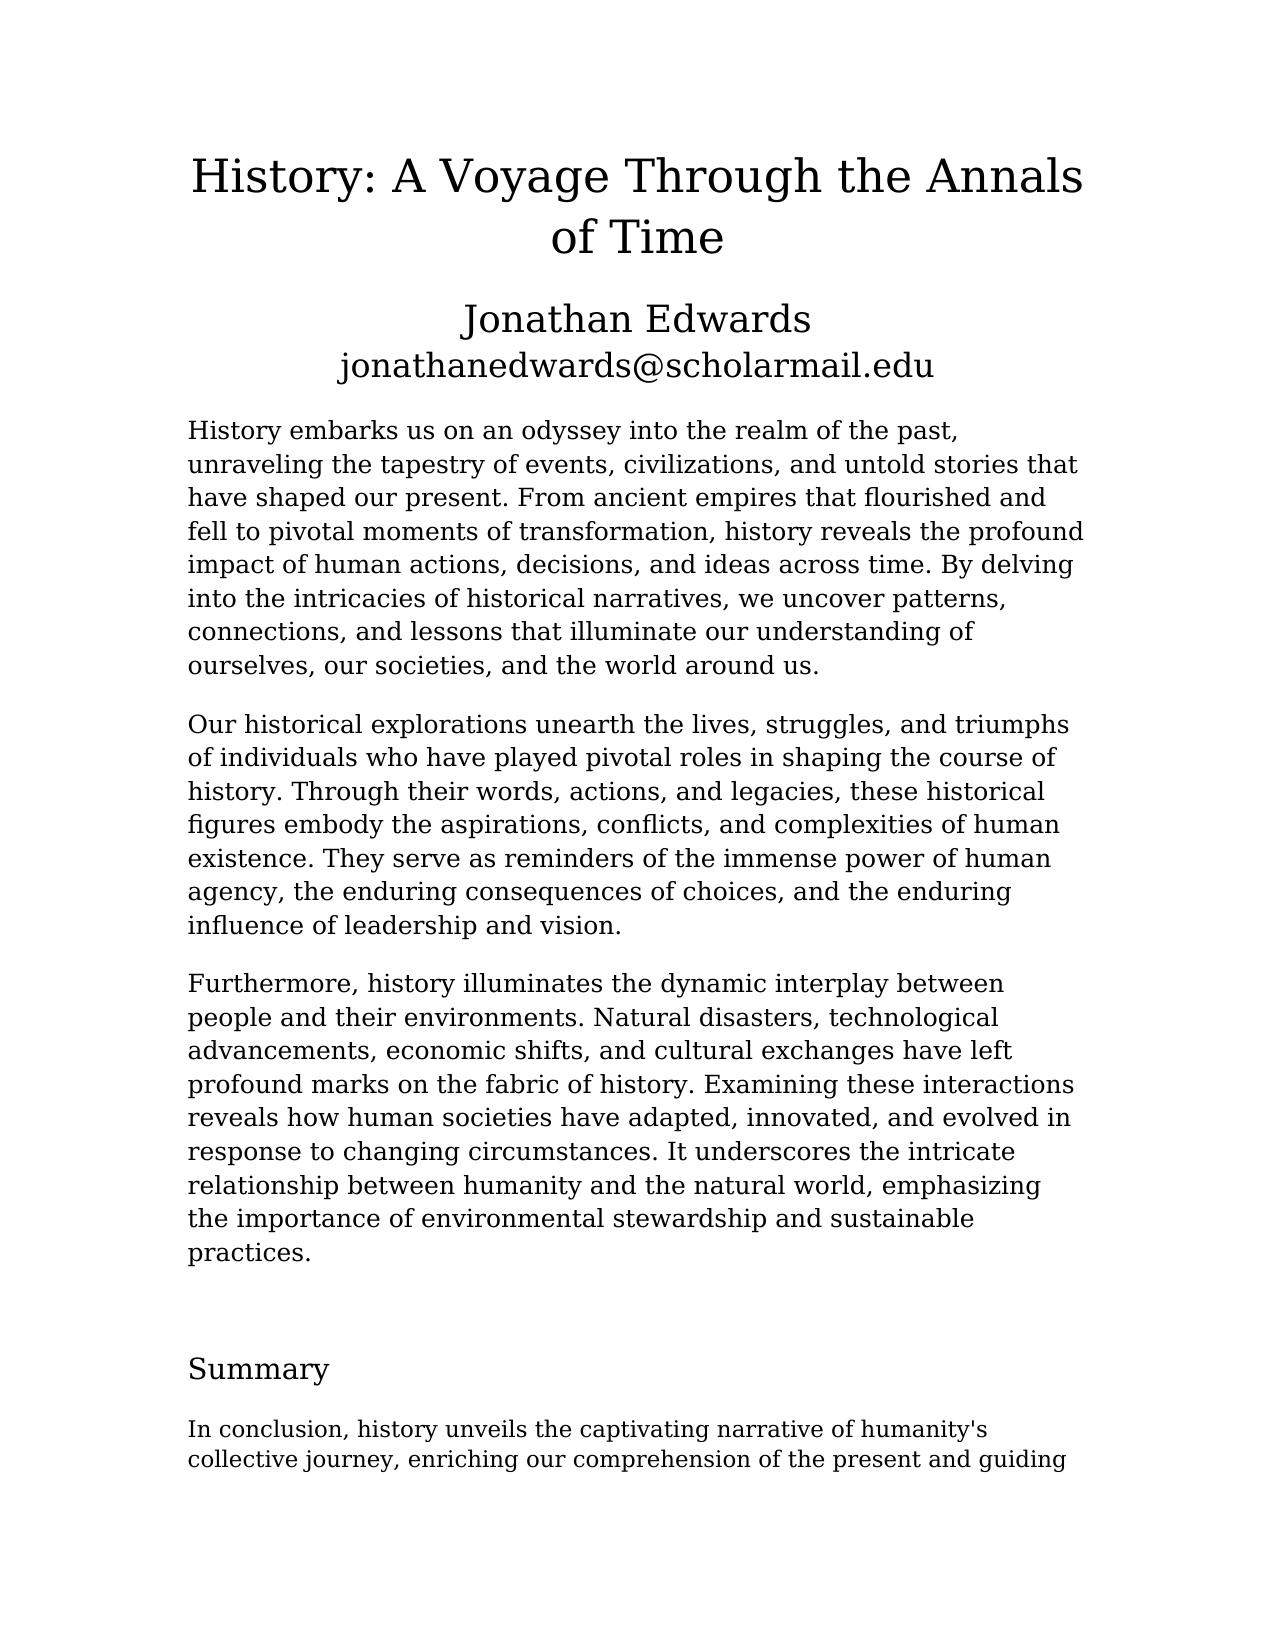 History: A Voyage Through the Annals
of Time
Jonathan Edwards
jonathanedwards@scholarmail.edu
History embarks us on an odyssey into the realm of the past,
unraveling the tapestry of events, civilizations, and untold stories that
have shaped our present. From ancient empires that flourished and
fell to pivotal moments of transformation, history reveals the profound
impact of human actions, decisions, and ideas across time. By delving
into the intricacies of historical narratives, we uncover patterns,
connections, and lessons that illuminate our understanding of
ourselves, our societies, and the world around us.
Our historical explorations unearth the lives, struggles, and triumphs
of individuals who have played pivotal roles in shaping the course of
history. Through their words, actions, and legacies, these historical
figures embody the aspirations, conflicts, and complexities of human
existence. They serve as reminders of the immense power of human
agency, the enduring consequences of choices, and the enduring
influence of leadership and vision.
Furthermore, history illuminates the dynamic interplay between
people and their environments. Natural disasters, technological
advancements, economic shifts, and cultural exchanges have left
profound marks on the fabric of history. Examining these interactions
reveals how human societies have adapted, innovated, and evolved in
response to changing circumstances. It underscores the intricate
relationship between humanity and the natural world, emphasizing
the importance of environmental stewardship and sustainable
practices.
Summary
In conclusion, history unveils the captivating narrative of humanity's
collective journey, enriching our comprehension of the present and guiding